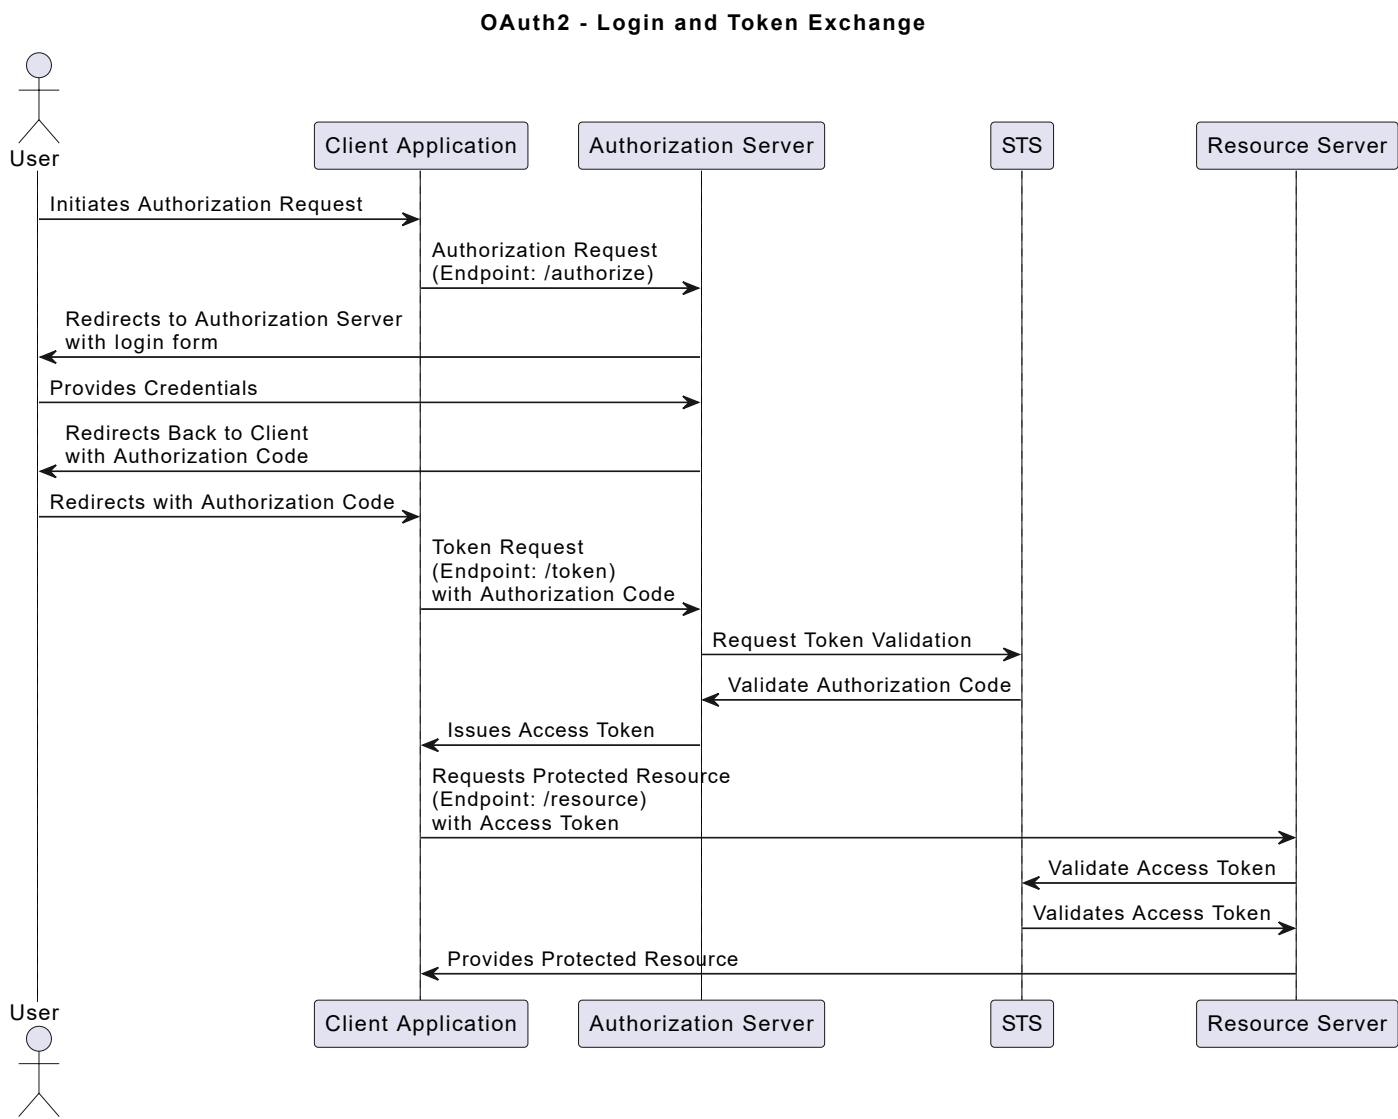 OAuth2 - Login and Token Exchange
User
Client Application
Authorization Server
STS
Resource Server
Initiates Authorization Request
Authorization Request
(Endpoint: /authorize)
Redirects to Authorization Server
with login form
Provides Credentials
Redirects Back to Client
with Authorization Code
Redirects with Authorization Code
Token Request
(Endpoint: /token)
with Authorization Code
Request Token Validation
Validate Authorization Code
Issues Access Token
Requests Protected Resource
(Endpoint: /resource)
with Access Token
Validate Access Token
Validates Access Token
Provides Protected Resource
User
Client Application
Authorization Server
STS
Resource Server